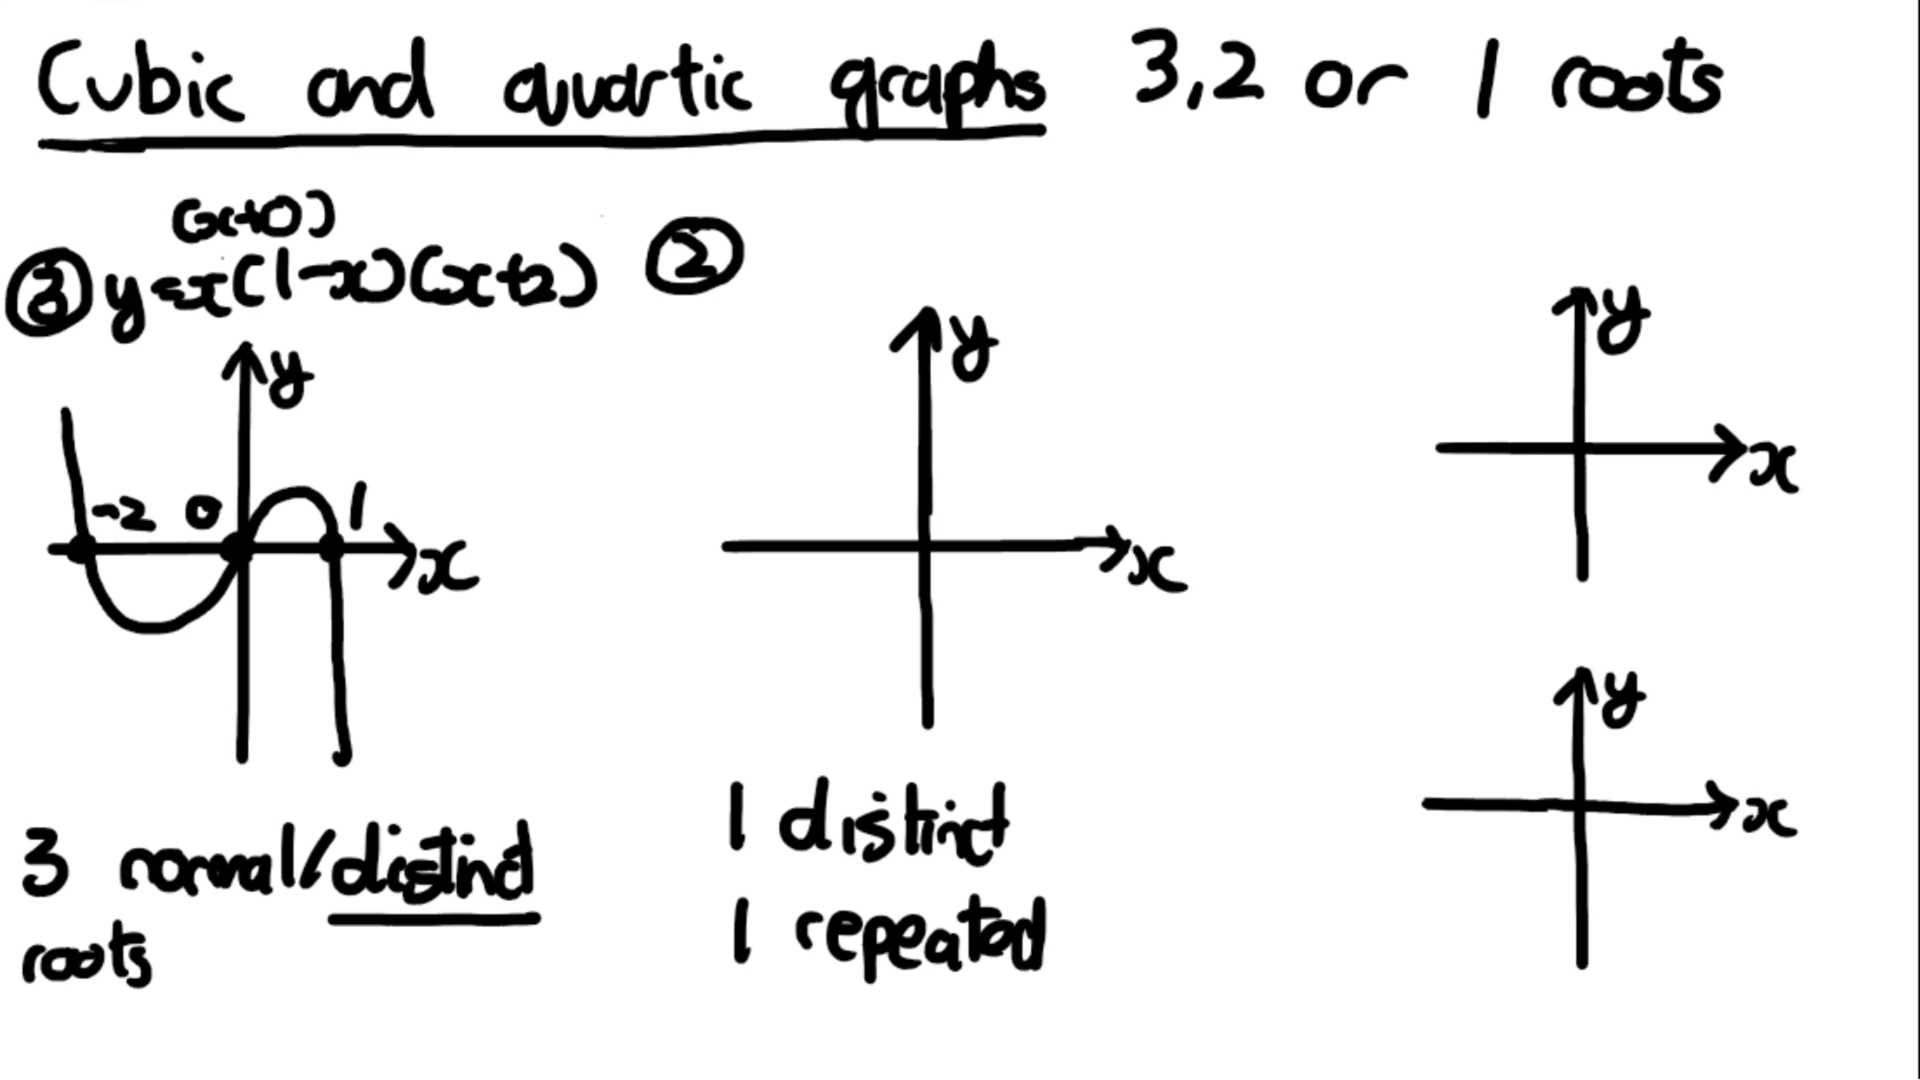 Cubic and quartic graphs 3,2 or 1 roots
(x+0)
③ y=x(1-x)(x+2) ②
y
y
y
-2 0 1
x
x
x
y
x
3 normal/distinct
roots
1 distinct
1 repeated